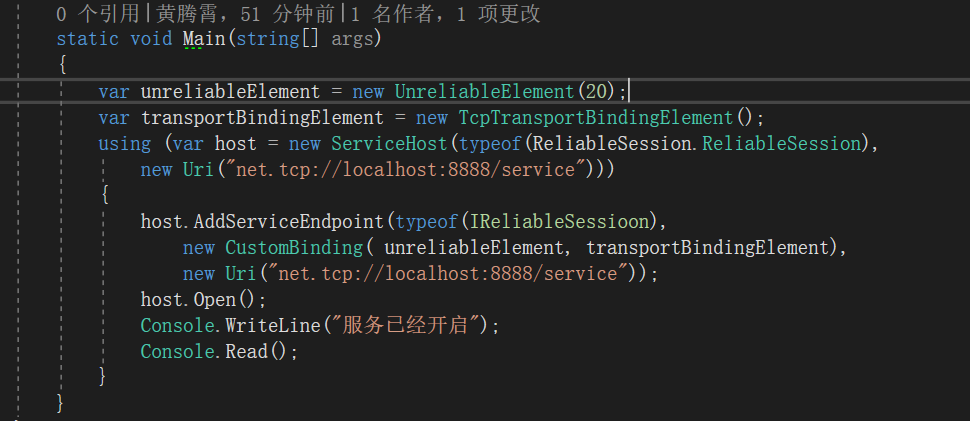 0 个引用|黄腾霄，51 分钟前|1 名作者，1 项更改
static void Main(string[] args)
{
var unreliableElement = new UnreliableElement(20);
var transportBindingElement = new TcpTransportBindingElement();
using (var host = new ServiceHost(typeof(ReliableSession.ReliableSession),
new Uri("net.tcp://localhost:8888/service")))
{
host.AddServiceEndpoint(typeof(IReliableSessioon),
new CustomBinding( unreliableElement, transportBindingElement),
new Uri("net.tcp://localhost:8888/service"));
host.Open();
Console.WriteLine("服务已经开启");
Console.Read();
}
}